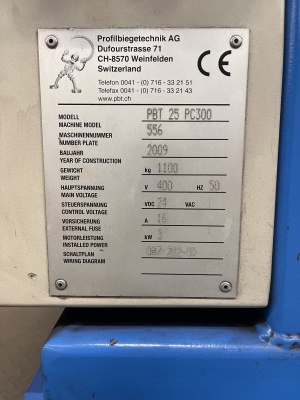 Profilbiegetechnik AG
Dufourstrasse 71
CH-8570 Weinfelden
Switzerland
Telefon 0041 - (0) 716 - 33 21 51
Telefax 0041 - (0) 716 - 33 21 43
www.pbt.ch
CE
MODELL
MACHINE MODEL PBT 25 PC300
MASCHINENNUMMER
NUMBER PLATE 556
BAUJAHR
YEAR OF CONSTRUCTION 2009
GEWICHT
WEIGHT kg 1100
HAUPTSPANNUNG
MAIN VOLTAGE V 400 HZ 50
STEUERSPANNUNG
CONTROL VOLTAGE VDC 24 VAC
VORSICHERUNG
EXTERNAL FUSE A 16
MOTORLEISTUNG
INSTALLED POWER kW 3
SCHALTPLAN
WIRING DIAGRAM